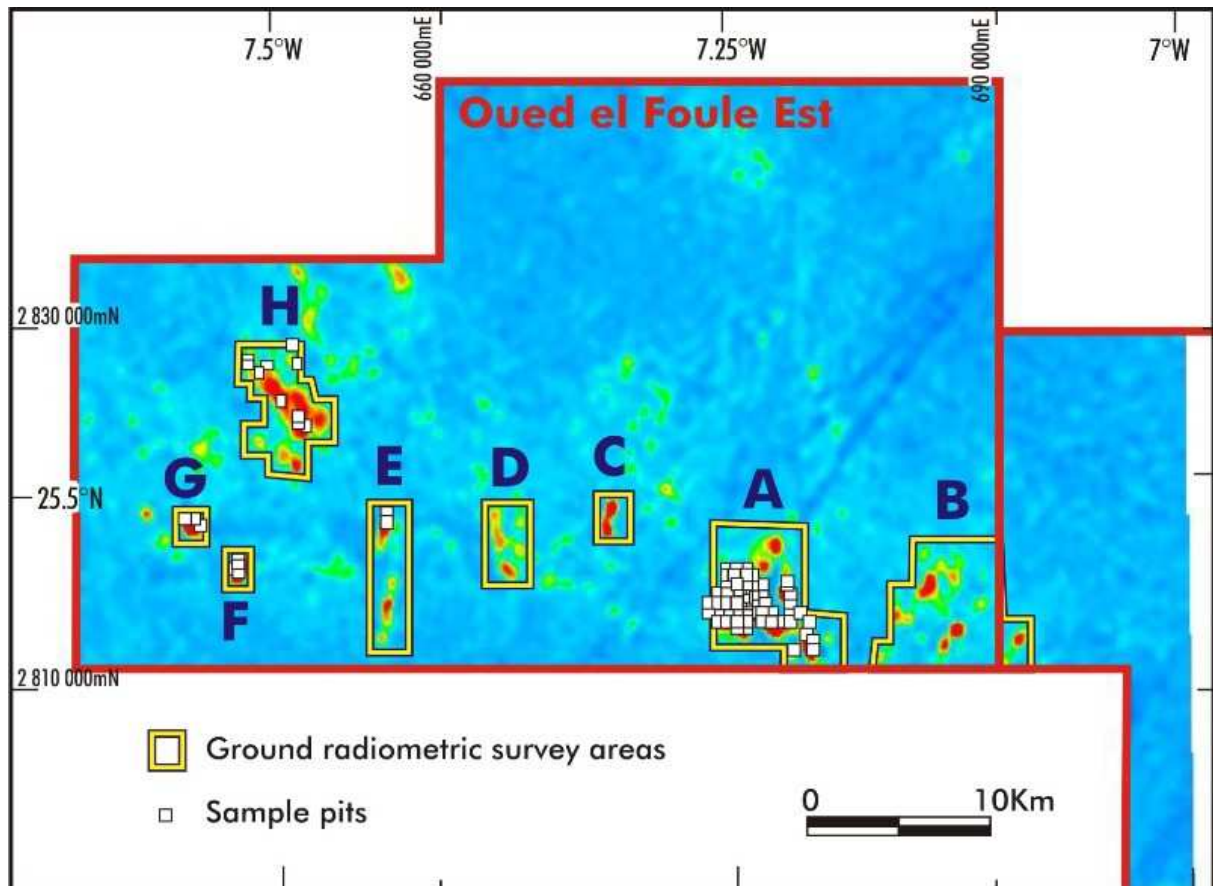 7.5°W
660 000mE
7.25°W
690 000mE
7°W
Oued el Foule Est
2 830 000mN
H
25.5°N
G
E
D
C
A
B
F
2 810 000mN
Ground radiometric survey areas
Sample pits
0 10Km